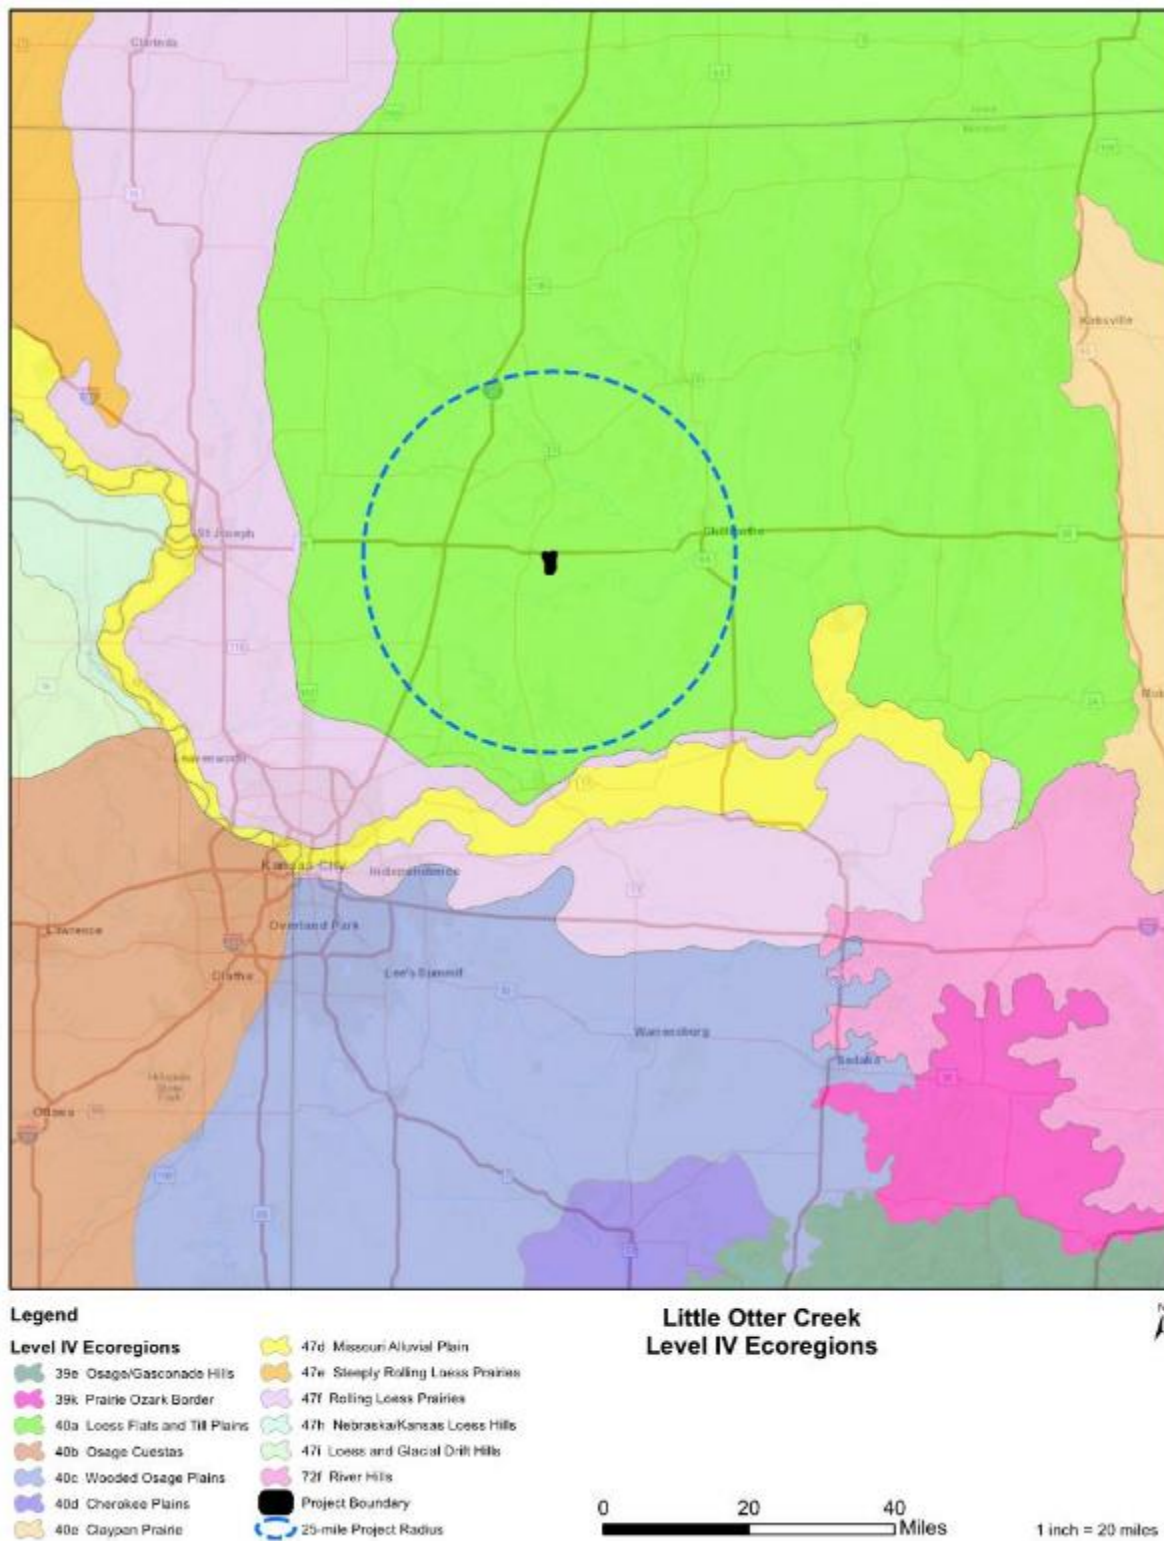 Clarinda
Kirksville
St Joseph
Chillicothe
Leavenworth
Kansas City
Independence
Lawrence
Overland Park
Olathe
Lee's Summit
Warrensburg
Sedalia
Hillsdale
State
Park
Ottawa
Legend
Level IV Ecoregions
39e Osage/Gasconade Hills
39k Prairie Ozark Border
40a Loess Flats and Till Plains
40b Osage Cuestas
40c Wooded Osage Plains
40d Cherokee Plains
40e Claypan Prairie
47d Missouri Alluvial Plain
47e Steeply Rolling Loess Prairies
47f Rolling Loess Prairies
47h Nebraska/Kansas Loess Hills
47i Loess and Glacial Drift Hills
72f River Hills
Project Boundary
25-mile Project Radius
Little Otter Creek
Level IV Ecoregions
N
0 20 40
Miles
1 inch = 20 miles